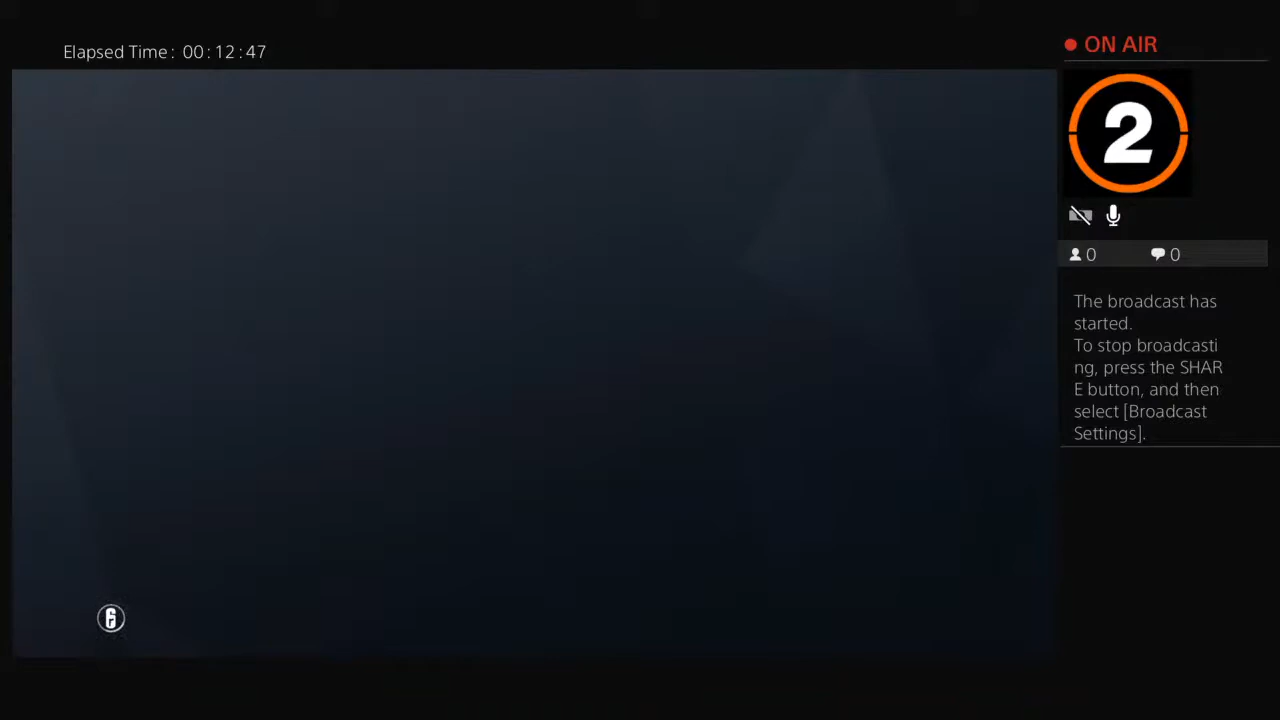 Elapsed Time: 00:12:47
ON AIR
2
0 0
The broadcast has
started.
To stop broadcasti
ng, press the SHAR
E button, and then
select [Broadcast
Settings].
6